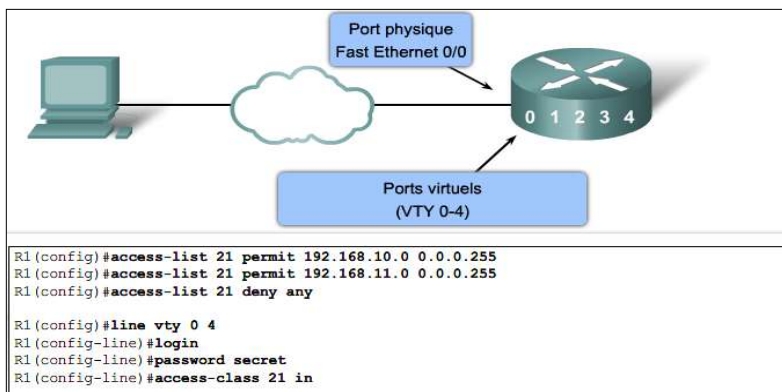 Port physique
Fast Ethernet 0/0
0 1 2 3 4
Ports virtuels
(VTY 0-4)
R1(config)#access-list 21 permit 192.168.10.0 0.0.0.255
R1(config)#access-list 21 permit 192.168.11.0 0.0.0.255
R1(config)#access-list 21 deny any
R1(config)#line vty 0 4
R1(config-line)#login
R1(config-line)#password secret
R1(config-line)#access-class 21 in